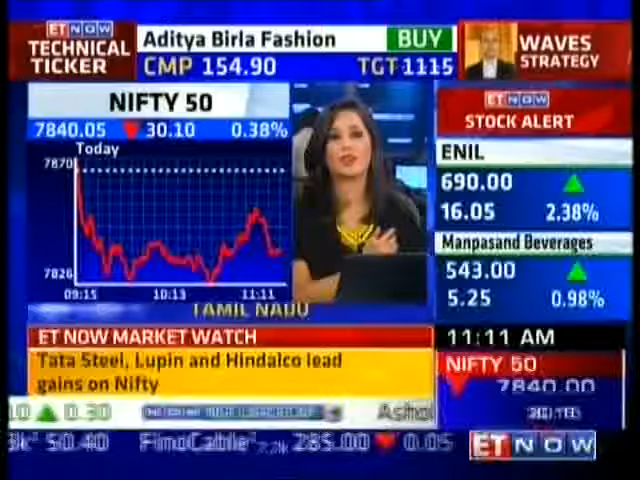 ET NOW
TECHNICAL
TICKER
Aditya Birla Fashion BUY
CMP 154.90 TGT 1115
WAVES
STRATEGY
NIFTY 50
7840.05 ▼ 30.10 0.38%
Today
7870
7826
09:15 10:13 11:11
TAMIL NADU
ET NOW
STOCK ALERT
ENIL
690.00 ▲
16.05 2.38%
Manpasand Beverages
543.00 ▲
5.25 0.98%
ET NOW MARKET WATCH
Tata Steel, Lupin and Hindalco lead
gains on Nifty
11:11 AM
NIFTY 50
▼ 7840.00
▲ 0.30
50.40 FinoCable 285.00 ▼ 0.05
ET NOW